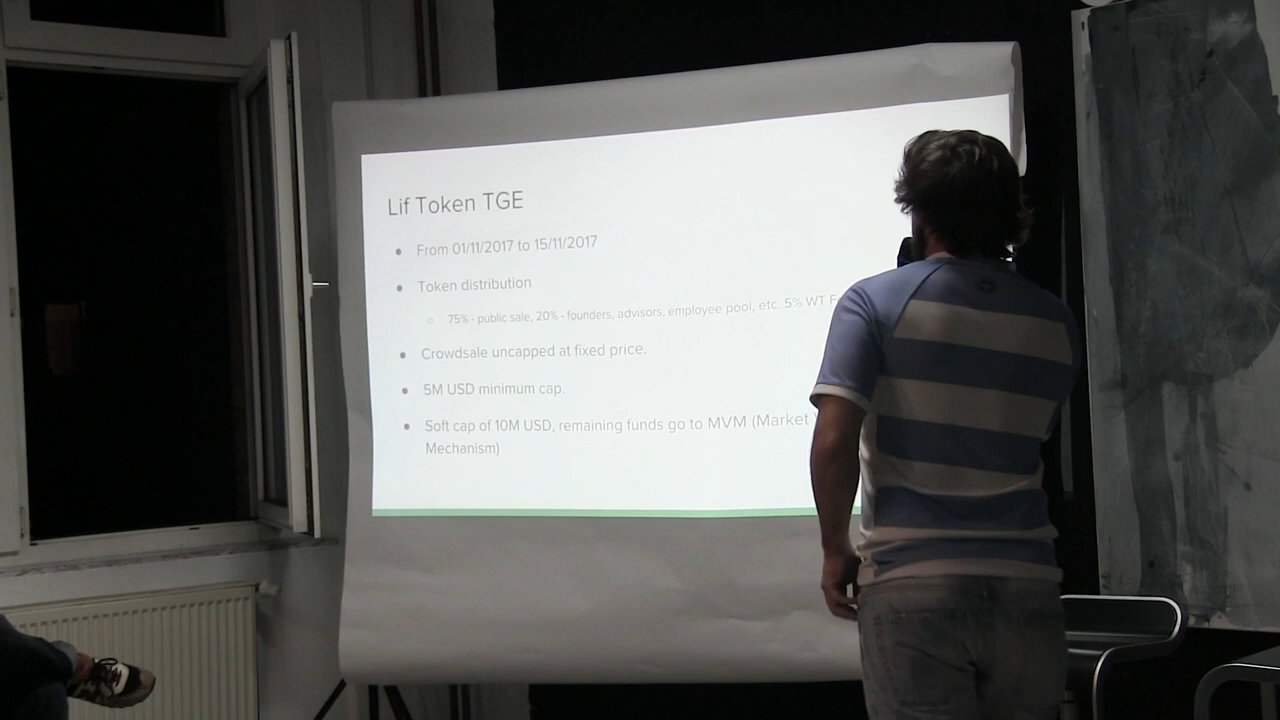 Lif Token TGE
From 01/11/2017 to 15/11/2017
Token distribution
75% - public sale, 20% - founders, advisors, employee pool, etc. 5% WT
Crowdsale uncapped at fixed price.
5M USD minimum cap.
Soft cap of 10M USD, remaining funds go to MVM (Market
Mechanism)